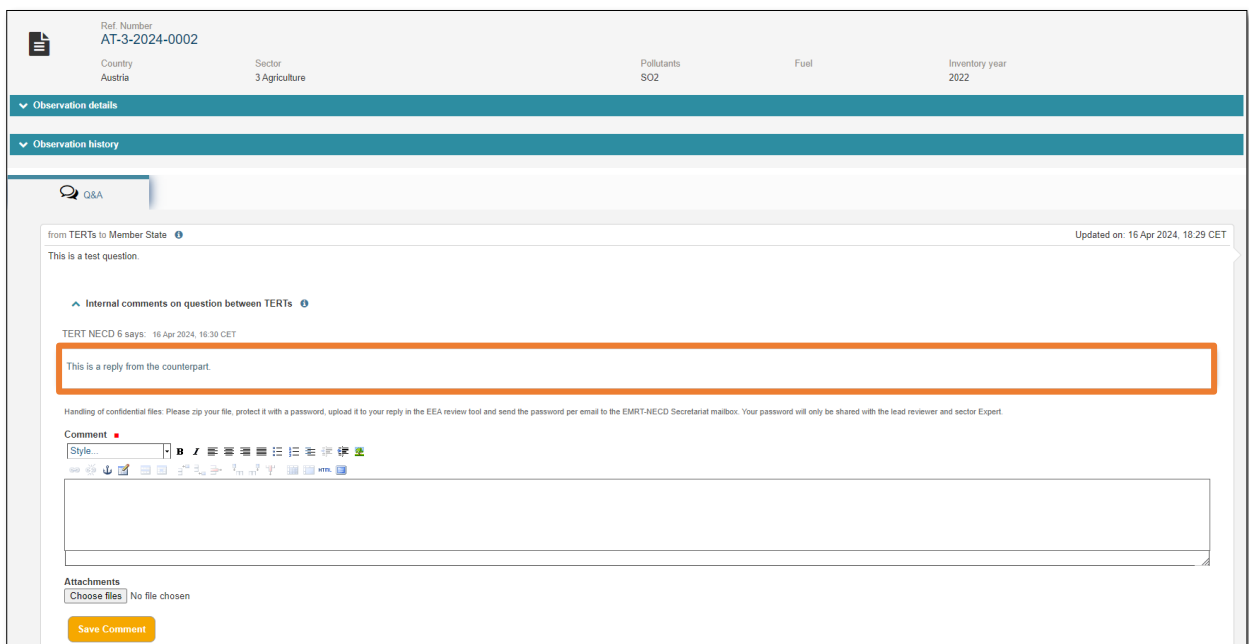 Ref. Number
AT-3-2024-0002
Country Sector Pollutants Fuel Inventory year
Austria 3 Agriculture SO2 2022
Observation details
Observation history
Q&A
from TERTs to Member State Updated on: 16 Apr 2024, 18:29 CET
This is a test question.
Internal comments on question between TERTs
TERT NECD 6 says: 16 Apr 2024, 16:30 CET
This is a reply from the counterpart.
Handling of confidential files: Please zip your file, protect it with a password, upload it to your reply in the EEA review tool and send the password per email to the EMRT-NECD Secretariat mailbox. Your password will only be shared with the lead reviewer and sector Expert.
Comment
Style... B I
HTML
Attachments
Choose files No file chosen
Save Comment